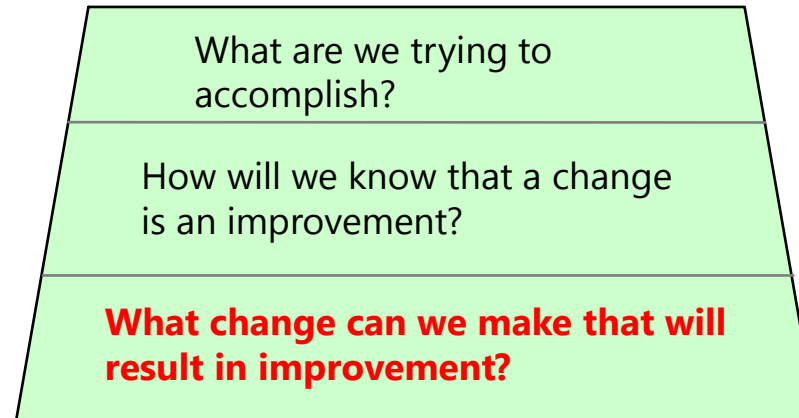 What are we trying to
accomplish?
How will we know that a change
is an improvement?
What change can we make that will
result in improvement?